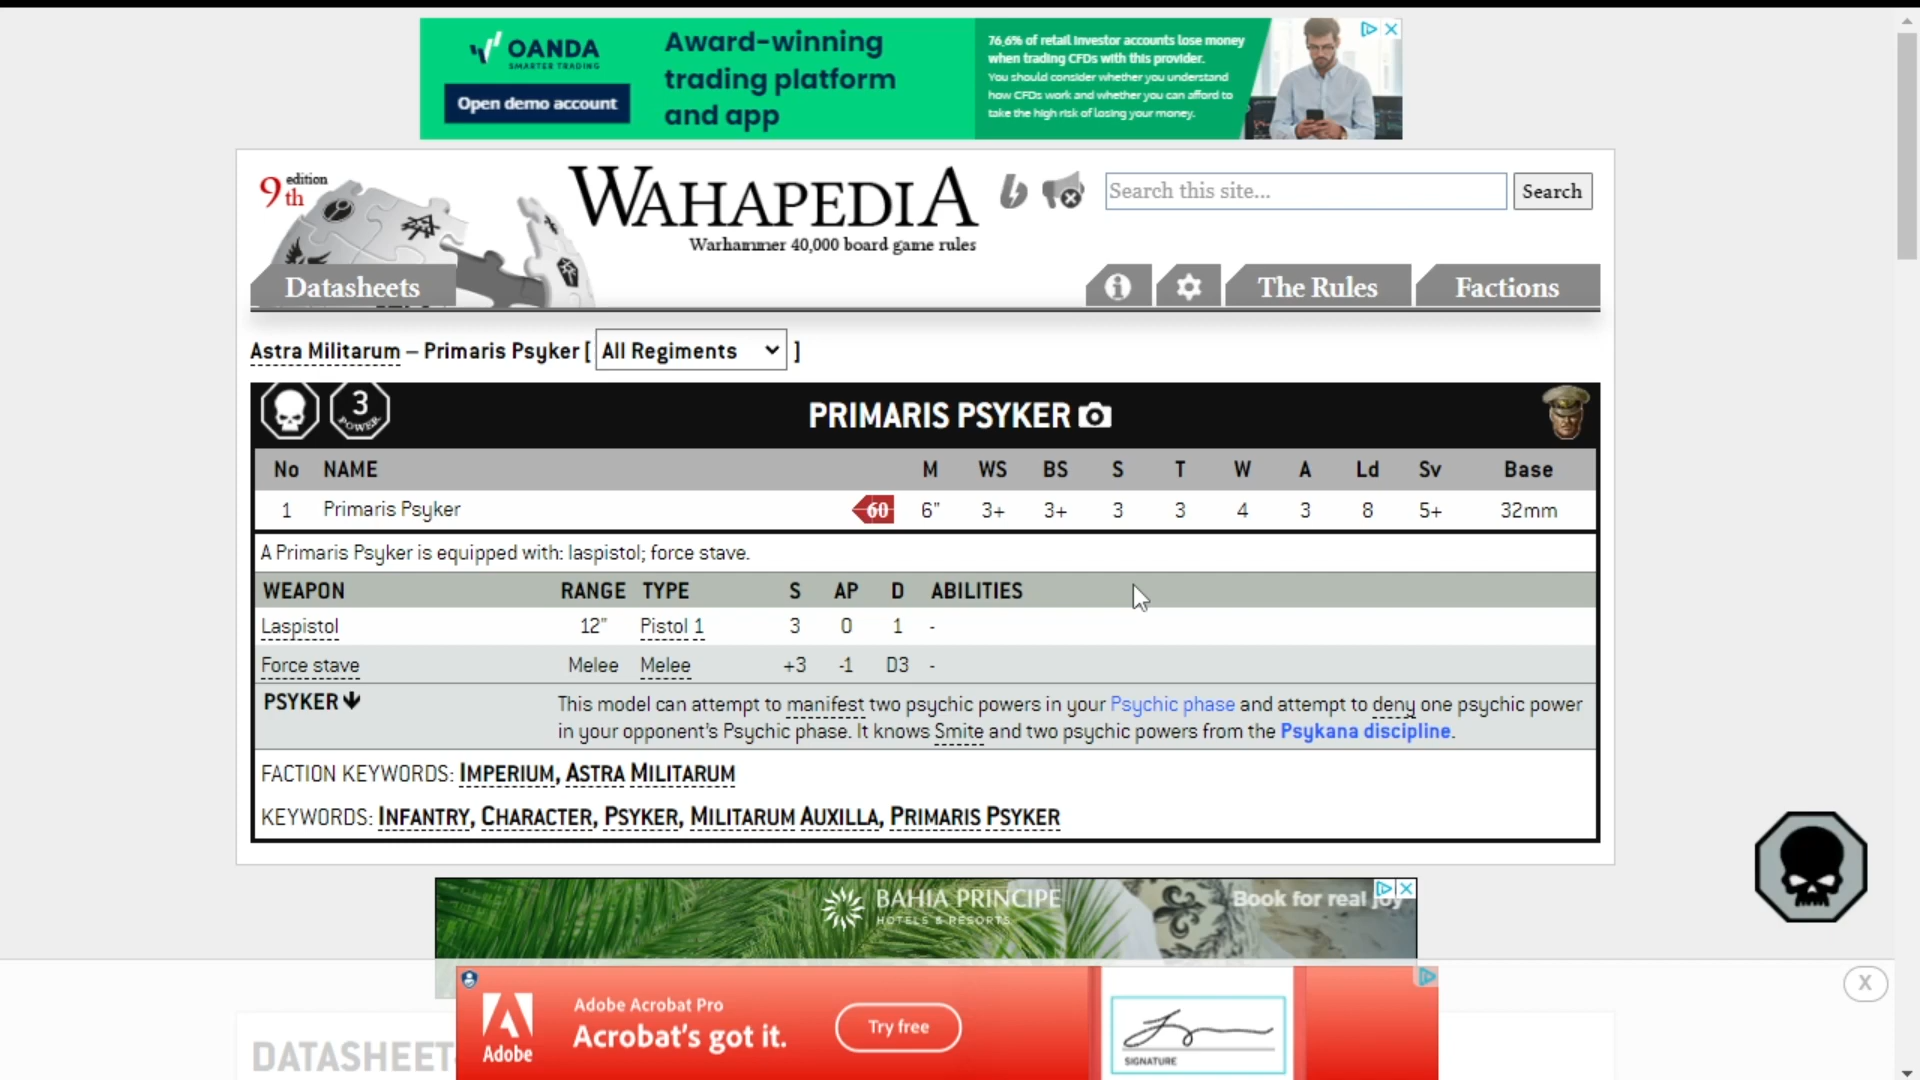 OANDA
SMARTER TRADING
Open demo account
Award-winning
trading platform
and app
76,6% of retail investor accounts lose money
when trading CFDs with this provider.
You should consider whether you understand
how CFDs work and whether you can afford to
take the high risk of losing your money.
9th edition
WAHAPEDIA
Warhammer 40,000 board game rules
Search this site...
Search
Datasheets
The Rules
Factions
Astra Militarum – Primaris Psyker [ All Regiments ]
3
POWER
PRIMARIS PSYKER
No NAME M WS BS S T W A Ld Sv Base
1 Primaris Psyker 60 6" 3+ 3+ 3 3 4 3 8 5+ 32mm
A Primaris Psyker is equipped with: laspistol; force stave.
WEAPON RANGE TYPE S AP D ABILITIES
Laspistol 12" Pistol 1 3 0 1 -
Force stave Melee Melee +3 -1 D3 -
PSYKER This model can attempt to manifest two psychic powers in your Psychic phase and attempt to deny one psychic power
in your opponent's Psychic phase. It knows Smite and two psychic powers from the Psykana discipline.
FACTION KEYWORDS: IMPERIUM, ASTRA MILITARUM
KEYWORDS: INFANTRY, CHARACTER, PSYKER, MILITARUM AUXILLA, PRIMARIS PSYKER
BAHIA PRINCIPE
HOTELS & RESORTS
Book for real joy
X
Adobe
Adobe Acrobat Pro
Acrobat's got it.
Try free
SIGNATURE
DATASHEET